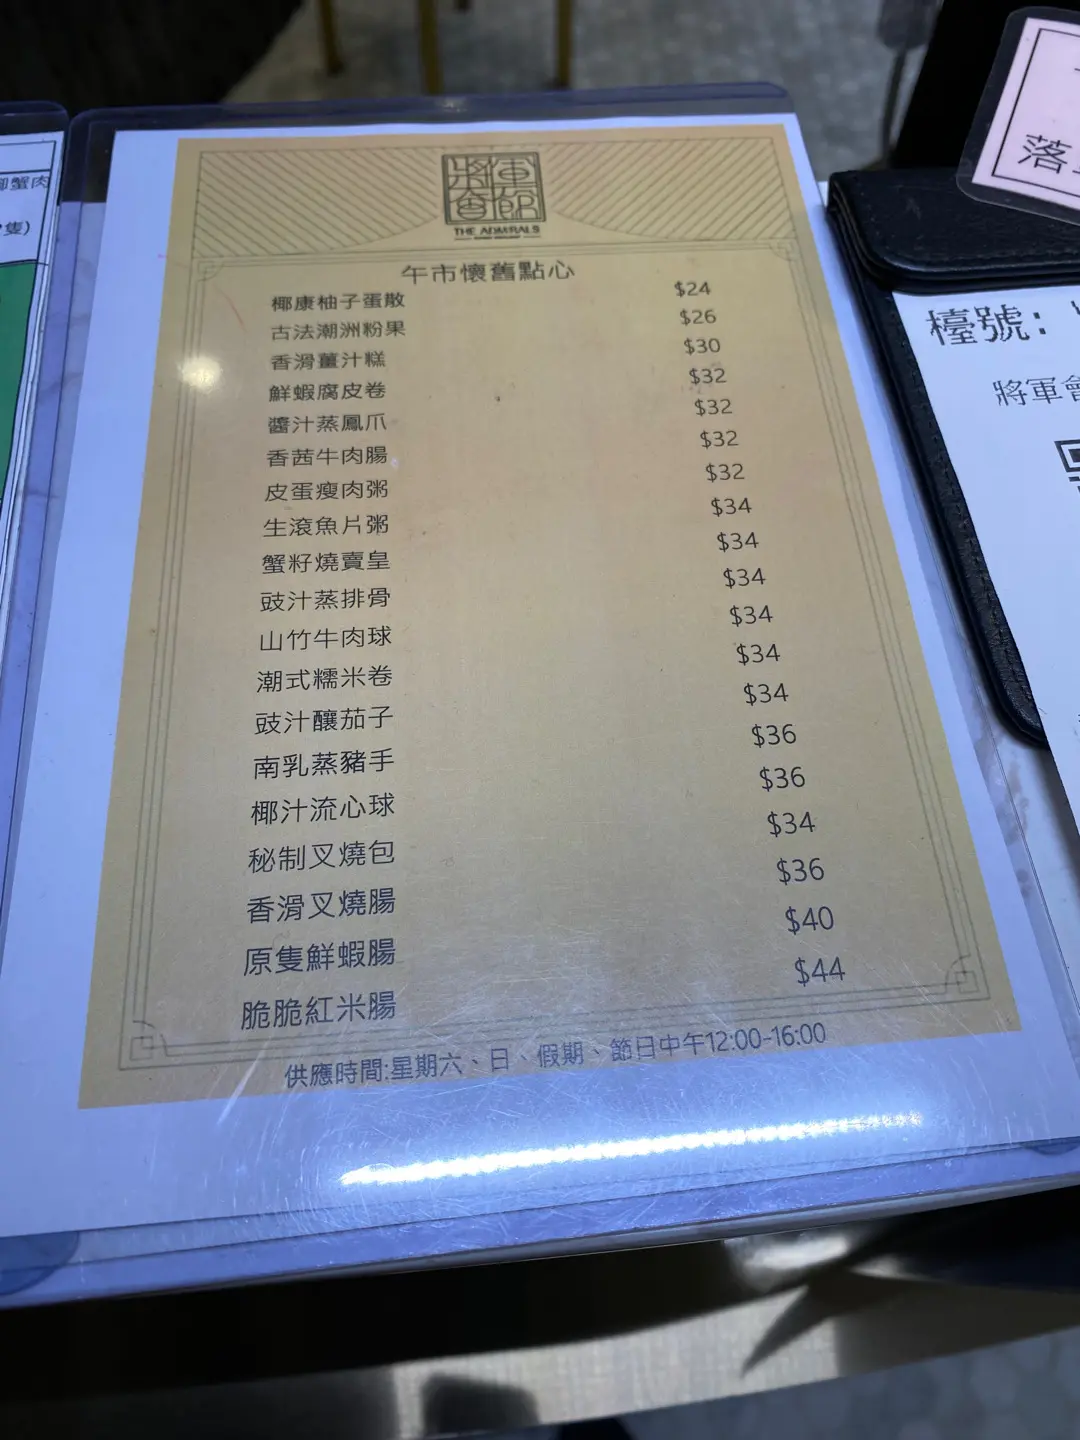 將軍會館
THE ADMIRALS
午市懷舊點心
椰康柚子蛋散 $24
古法潮洲粉果 $26
香滑薑汁糕 $30
鮮蝦腐皮卷 $32
醬汁蒸鳳爪 $32
香茜牛肉腸 $32
皮蛋瘦肉粥 $32
生滾魚片粥 $34
蟹籽燒賣皇 $34
豉汁蒸排骨 $34
山竹牛肉球 $34
潮式糯米卷 $34
豉汁釀茄子 $34
南乳蒸豬手 $36
椰汁流心球 $36
秘制叉燒包 $34
香滑叉燒腸 $36
原隻鮮蝦腸 $40
脆脆紅米腸 $44
供應時間:星期六、日、假期、節日中午12:00-16:00
蟹肉
隻)
落
檯號:
將軍會